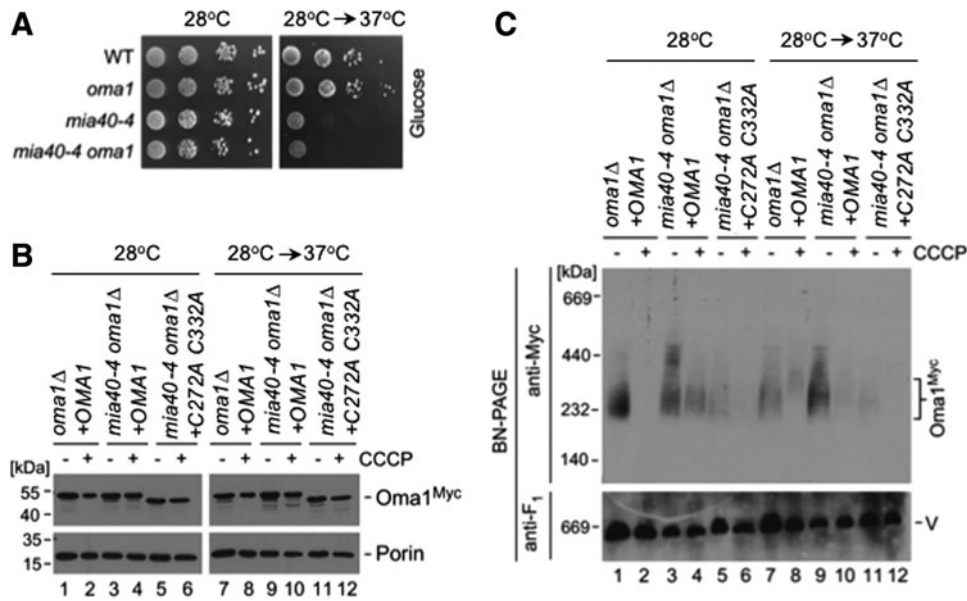 A
28°C
28°C → 37°C
WT
oma1
mia40-4
mia40-4 oma1
Glucose
B
28°C
28°C → 37°C
oma1Δ
+OMA1
mia40-4 oma1Δ
+OMA1
mia40-4 oma1Δ
+C272A C332A
oma1Δ
+OMA1
mia40-4 oma1Δ
+OMA1
mia40-4 oma1Δ
+C272A C332A
- + - + - + - + - + - + CCCP
[kDa]
55
40
Oma1Myc
35
15
Porin
1 2 3 4 5 6 7 8 9 10 11 12
C
28°C
28°C → 37°C
oma1Δ
+OMA1
mia40-4 oma1Δ
+OMA1
mia40-4 oma1Δ
+C272A C332A
oma1Δ
+OMA1
mia40-4 oma1Δ
+OMA1
mia40-4 oma1Δ
+C272A C332A
- + - + - + - + - + - + CCCP
[kDa]
669
440
232
140
BN-PAGE
anti-Myc
Oma1Myc
anti-F1
669
V
1 2 3 4 5 6 7 8 9 10 11 12